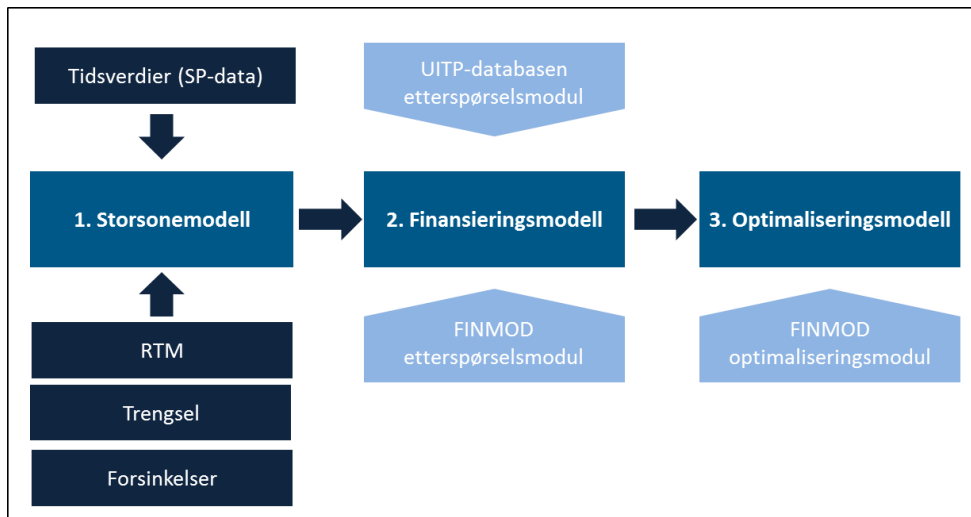 Tidsverdier (SP-data)
UITP-databasen
etterspørselsmodul
1. Storsonemodell
2. Finansieringsmodell
3. Optimaliseringsmodell
RTM
Trengsel
Forsinkelser
FINMOD
etterspørselsmodul
FINMOD
optimaliseringsmodul